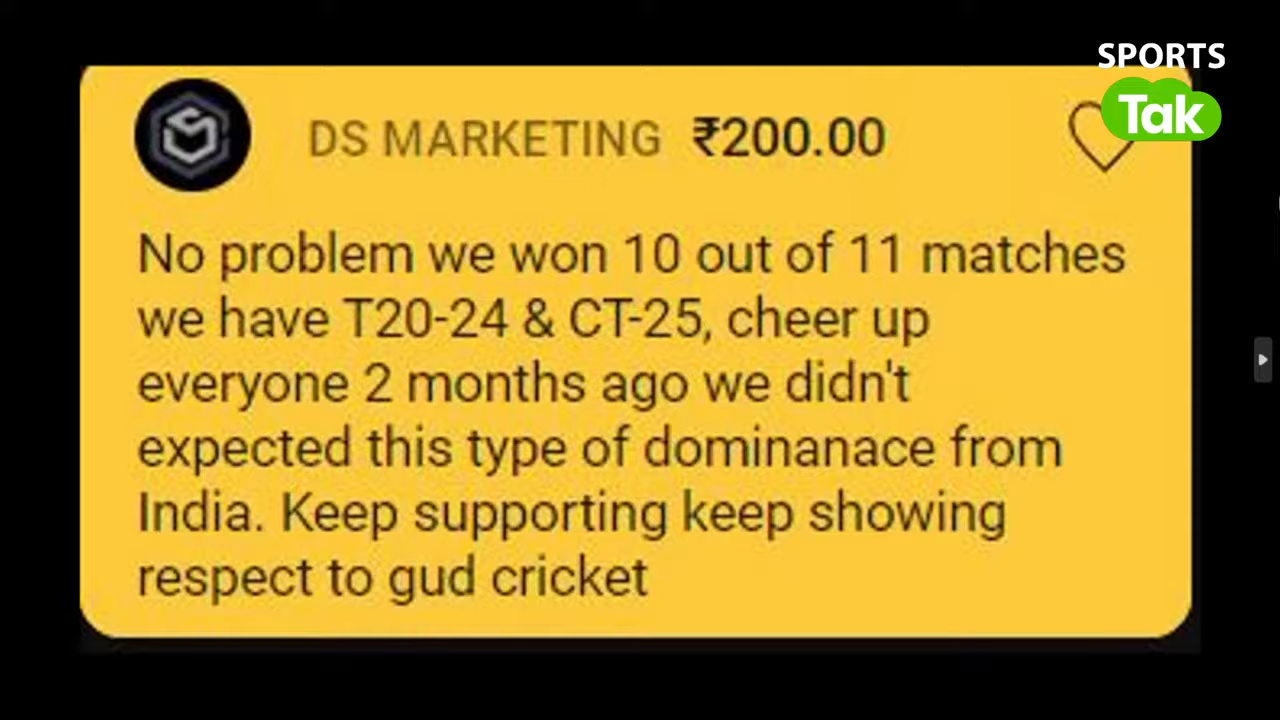 SPORTS
Tak
DS MARKETING ₹200.00
No problem we won 10 out of 11 matches
we have T20-24 & CT-25, cheer up
everyone 2 months ago we didn't
expected this type of dominanace from
India. Keep supporting keep showing
respect to gud cricket